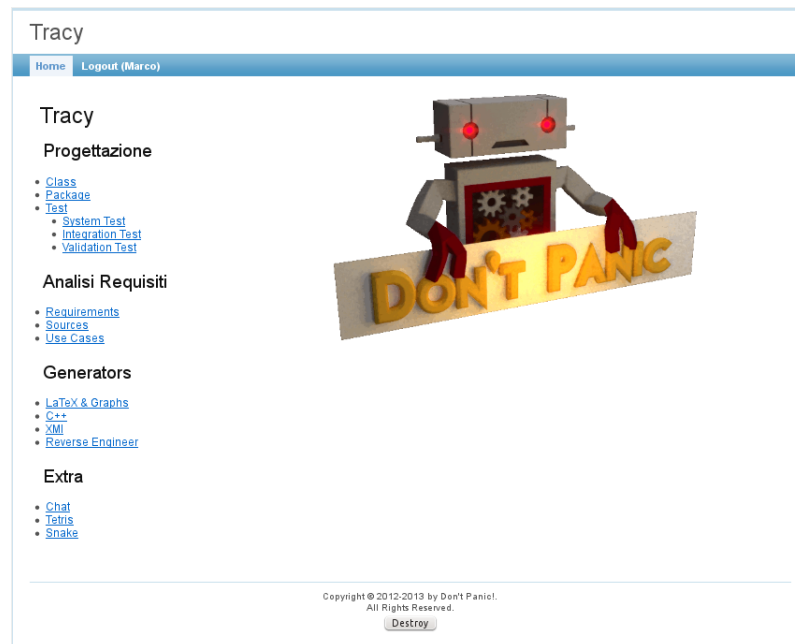 Tracy
Home Logout (Marco)
Tracy
Progettazione
Class
Package
Test
System Test
Integration Test
Validation Test
Analisi Requisiti
Requirements
Sources
Use Cases
Generators
LaTeX & Graphs
C++
XMI
Reverse Engineer
Extra
Chat
Tetris
Snake
DON'T PANIC
Copyright © 2012-2013 by Don't Panic!.
All Rights Reserved.
Destroy